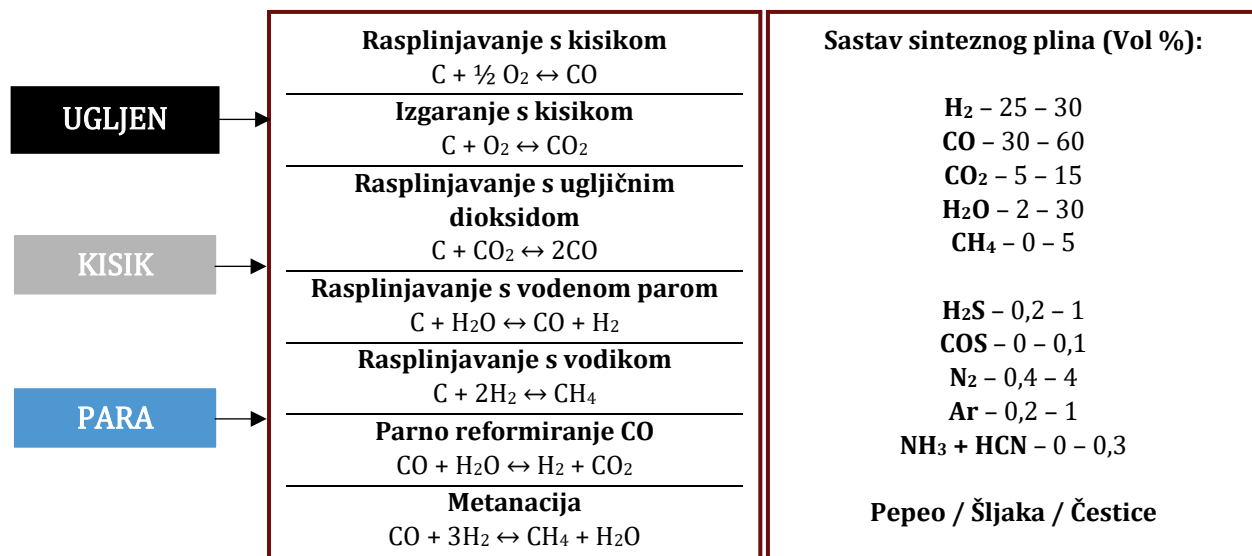 UGLJEN
KISIK
PARA
Rasplinjavanje s kisikom
C + ½ O₂ ↔ CO
Izgaranje s kisikom
C + O₂ ↔ CO₂
Rasplinjavanje s ugljičnim
dioksidom
C + CO₂ ↔ 2CO
Rasplinjavanje s vodenom parom
C + H₂O ↔ CO + H₂
Rasplinjavanje s vodikom
C + 2H₂ ↔ CH₄
Parno reformiranje CO
CO + H₂O ↔ H₂ + CO₂
Metanacija
CO + 3H₂ ↔ CH₄ + H₂O
Sastav sinteznog plina (Vol %):
H₂ – 25 – 30
CO – 30 – 60
CO₂ – 5 – 15
H₂O – 2 – 30
CH₄ – 0 – 5
H₂S – 0,2 – 1
COS – 0 – 0,1
N₂ – 0,4 – 4
Ar – 0,2 – 1
NH₃ + HCN – 0 – 0,3
Pepeo / Šljaka / Čestice